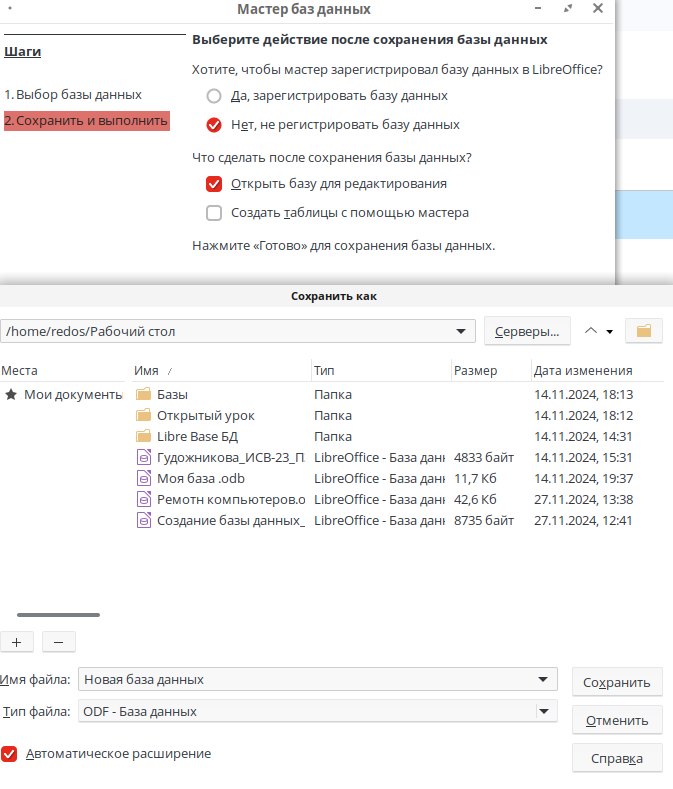 Мастер баз данных
Шаги
1. Выбор базы данных
2. Сохранить и выполнить
Выберите действие после сохранения базы данных
Хотите, чтобы мастер зарегистрировал базу данных в LibreOffice?
Да, зарегистрировать базу данных
Нет, не регистрировать базу данных
Что сделать после сохранения базы данных?
Открыть базу для редактирования
Создать таблицы с помощью мастера
Нажмите «Готово» для сохранения базы данных.
Сохранить как
/home/redos/Рабочий стол
Серверы...
Места
Имя Тип Размер Дата изменения
Мои документы
Базы Папка 14.11.2024, 18:13
Открытый урок Папка 14.11.2024, 18:12
Libre Base БД Папка 14.11.2024, 14:31
Гудожникова_ИСВ-23_П LibreOffice - База данн 4833 байт 14.11.2024, 15:31
Моя база .odb LibreOffice - База данн 11,7 Кб 14.11.2024, 19:37
Ремотн компьютеров.o LibreOffice - База данн 42,6 Кб 27.11.2024, 13:38
Создание базы данных_ LibreOffice - База данн 8735 байт 27.11.2024, 12:41
Имя файла: Новая база данных
Сохранить
Тип файла: ODF - База данных
Отменить
Автоматическое расширение
Справка